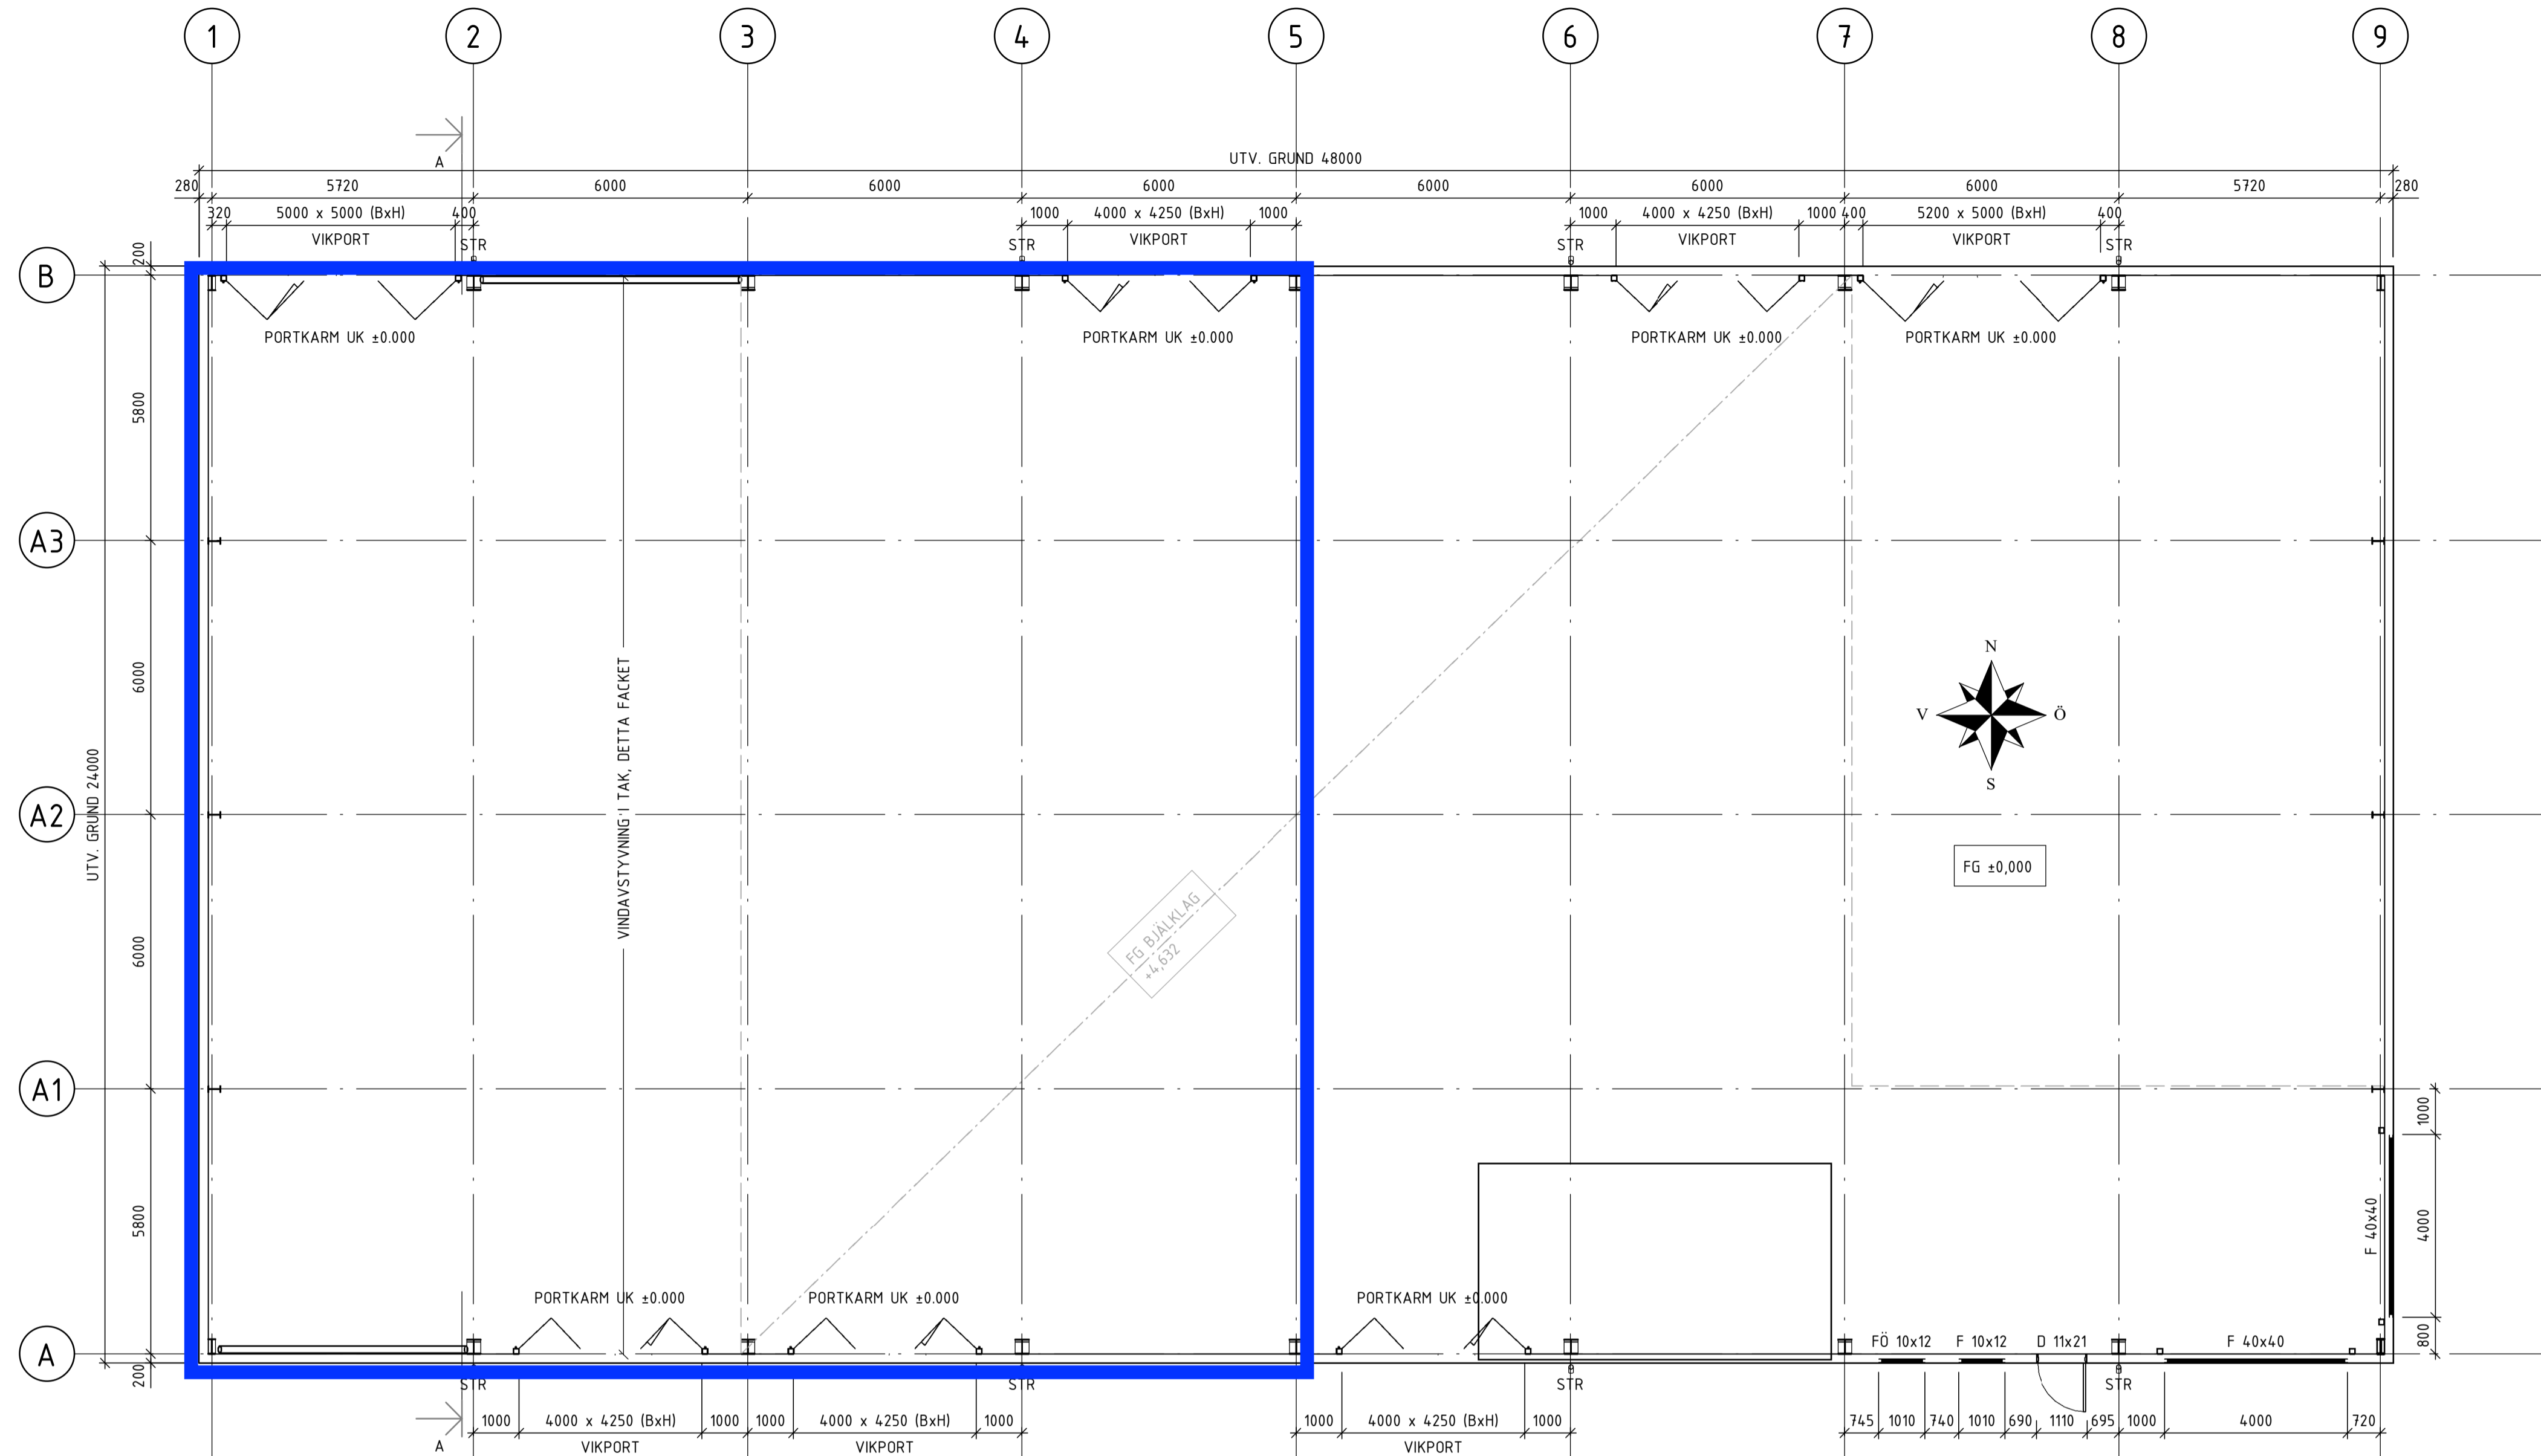 1 2 3 4 5 6 7 8 9
A
UTV. GRUND 48000
280 5720 6000 6000 6000 6000 6000 6000 5720 280
320 5000 x 5000 (BxH) 400 1000 4000 x 4250 (BxH) 1000 1000 4000 x 4250 (BxH) 1000 400 5200 x 5000 (BxH) 400
VIKPORT VIKPORT VIKPORT VIKPORT
STR STR STR STR
200
B
PORTKARM UK ±0.000 PORTKARM UK ±0.000 PORTKARM UK ±0.000 PORTKARM UK ±0.000
5800
A3
6000
N
V Ö
S
VINDAVSTYVNING I TAK, DETTA FACKET
UTV. GRUND 24000
A2
FG ±0,000
FG BJÄLKLAG
+4,632
6000
A1
1000
5800
F 40x40
4000
PORTKARM UK ±0.000 PORTKARM UK ±0.000 PORTKARM UK ±0.000
FÖ 10x12 F 10x12 D 11x21 F 40x40
800
A
200
STR STR STR STR
1000 4000 x 4250 (BxH) 1000 1000 4000 x 4250 (BxH) 1000 1000 4000 x 4250 (BxH) 1000 745 1010 740 1010 690 1110 695 1000 4000 720
A VIKPORT VIKPORT VIKPORT